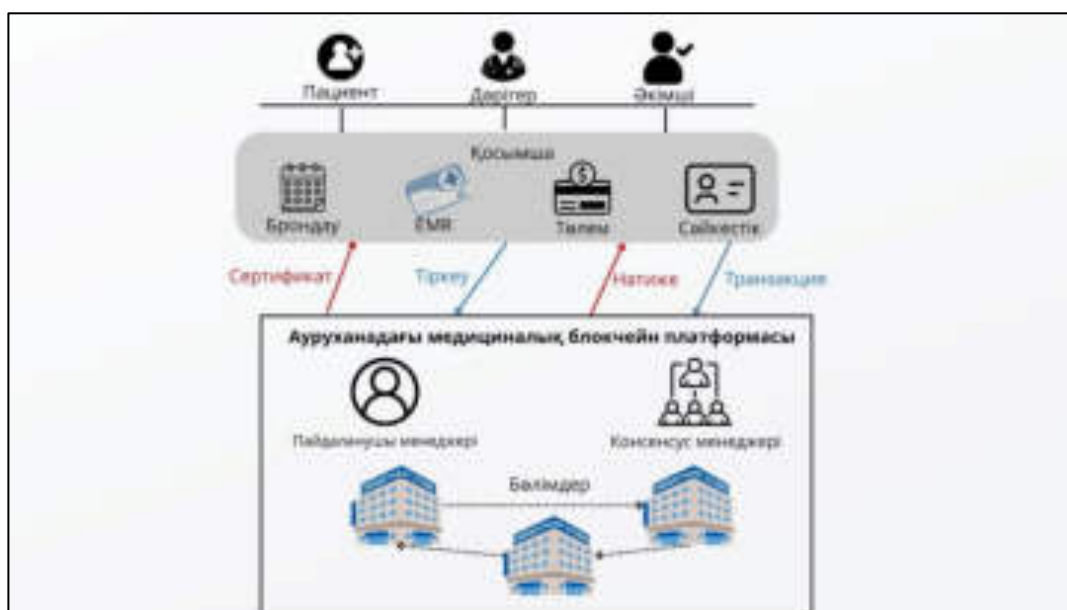 Пациент Дәрігер Әкімші
Қосымша
Брондау EMR Төлем Сәйкестік
Сертификат Тіркеу Нәтиже Транзакция
Ауруханадағы медициналық блокчейн платформасы
Пайдаланушы менеджері Консенсус менеджері
Бөлімдер